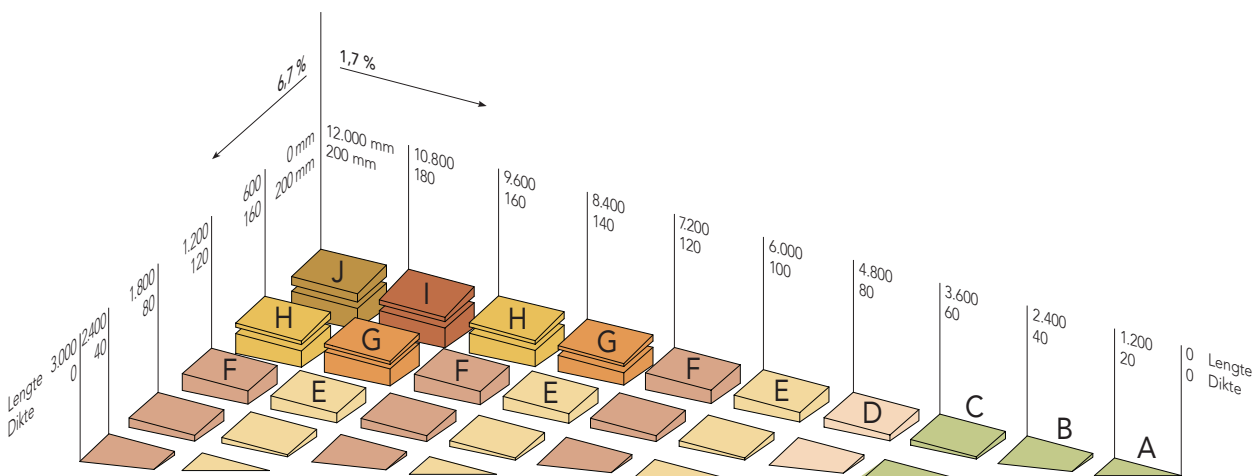 6,7 %
1,7 %
0 mm
200 mm
12.000 mm
200 mm
10.800
180
9.600
160
8.400
140
7.200
120
6.000
100
4.800
80
3.600
60
2.400
40
1.200
20
0 Lengte
0 Dikte
600
160
1.200
120
1.800
80
2.400
40
Lengte 3.000
Dikte 0
J
I
H
G
H
G
F
E
F
E
F
E
D
C
B
A